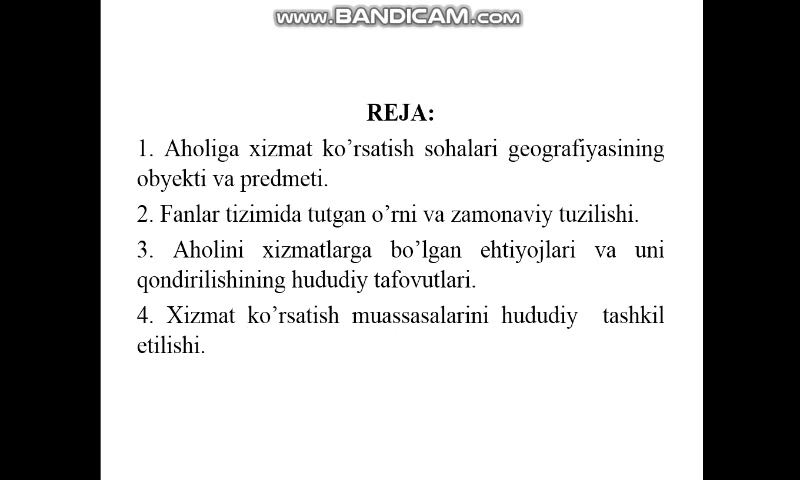 www.BANDICAM.com
REJA:
1. Aholiga xizmat ko’rsatish sohalari geografiyasining
obyekti va predmeti.
2. Fanlar tizimida tutgan o’rni va zamonaviy tuzilishi.
3. Aholini xizmatlarga bo’lgan ehtiyojlari va uni
qondirilishining hududiy tafovutlari.
4. Xizmat ko’rsatish muassasalarini hududiy tashkil
etilishi.